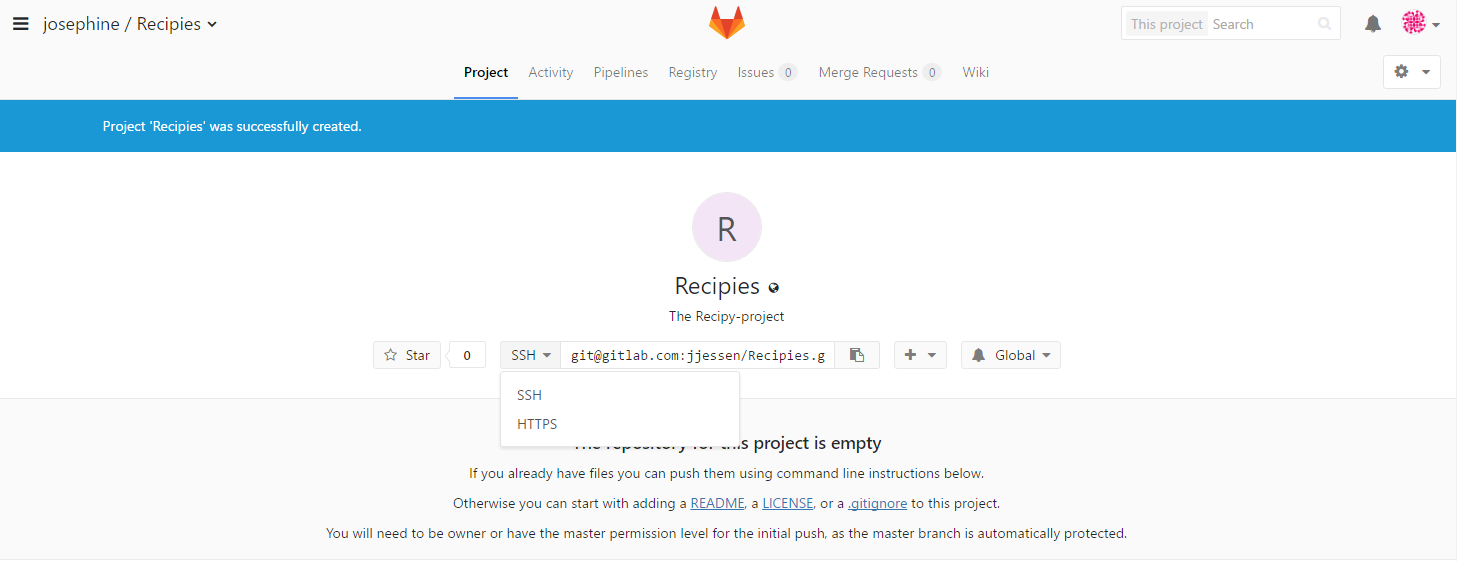 josephine / Recipies
This project Search
Project Activity Pipelines Registry Issues 0 Merge Requests 0 Wiki
Project 'Recipies' was successfully created.
R
Recipies
The Recipy-project
Star 0 SSH git@gitlab.com:jjessen/Recipies.g Global
SSH
HTTPS
The repository for this project is empty
If you already have files you can push them using command line instructions below.
Otherwise you can start with adding a README, a LICENSE, or a .gitignore to this project.
You will need to be owner or have the master permission level for the initial push, as the master branch is automatically protected.